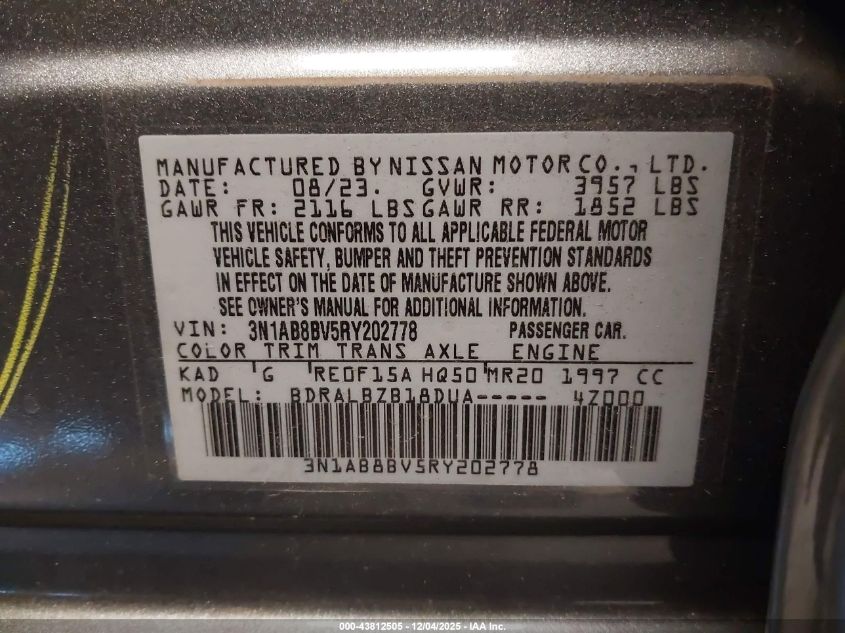 MANUFACTURED BY NISSAN MOTOR CO., LTD.
DATE: 08/23. GVWR: 3957 LBS
GAWR FR: 2116 LBS GAWR RR: 1852 LBS
THIS VEHICLE CONFORMS TO ALL APPLICABLE FEDERAL MOTOR
VEHICLE SAFETY, BUMPER AND THEFT PREVENTION STANDARDS
IN EFFECT ON THE DATE OF MANUFACTURE SHOWN ABOVE.
SEE OWNER'S MANUAL FOR ADDITIONAL INFORMATION.
VIN: 3N1AB8BV5RY202778 PASSENGER CAR.
COLOR TRIM TRANS AXLE ENGINE
KAD G RE0F15A HQ50 MR20 1997 CC
MODEL: BDRALBZB18DUA----- 4Z000
3N1AB8BV5RY202778
000-43812505 - 12/04/2025 - IAA Inc.